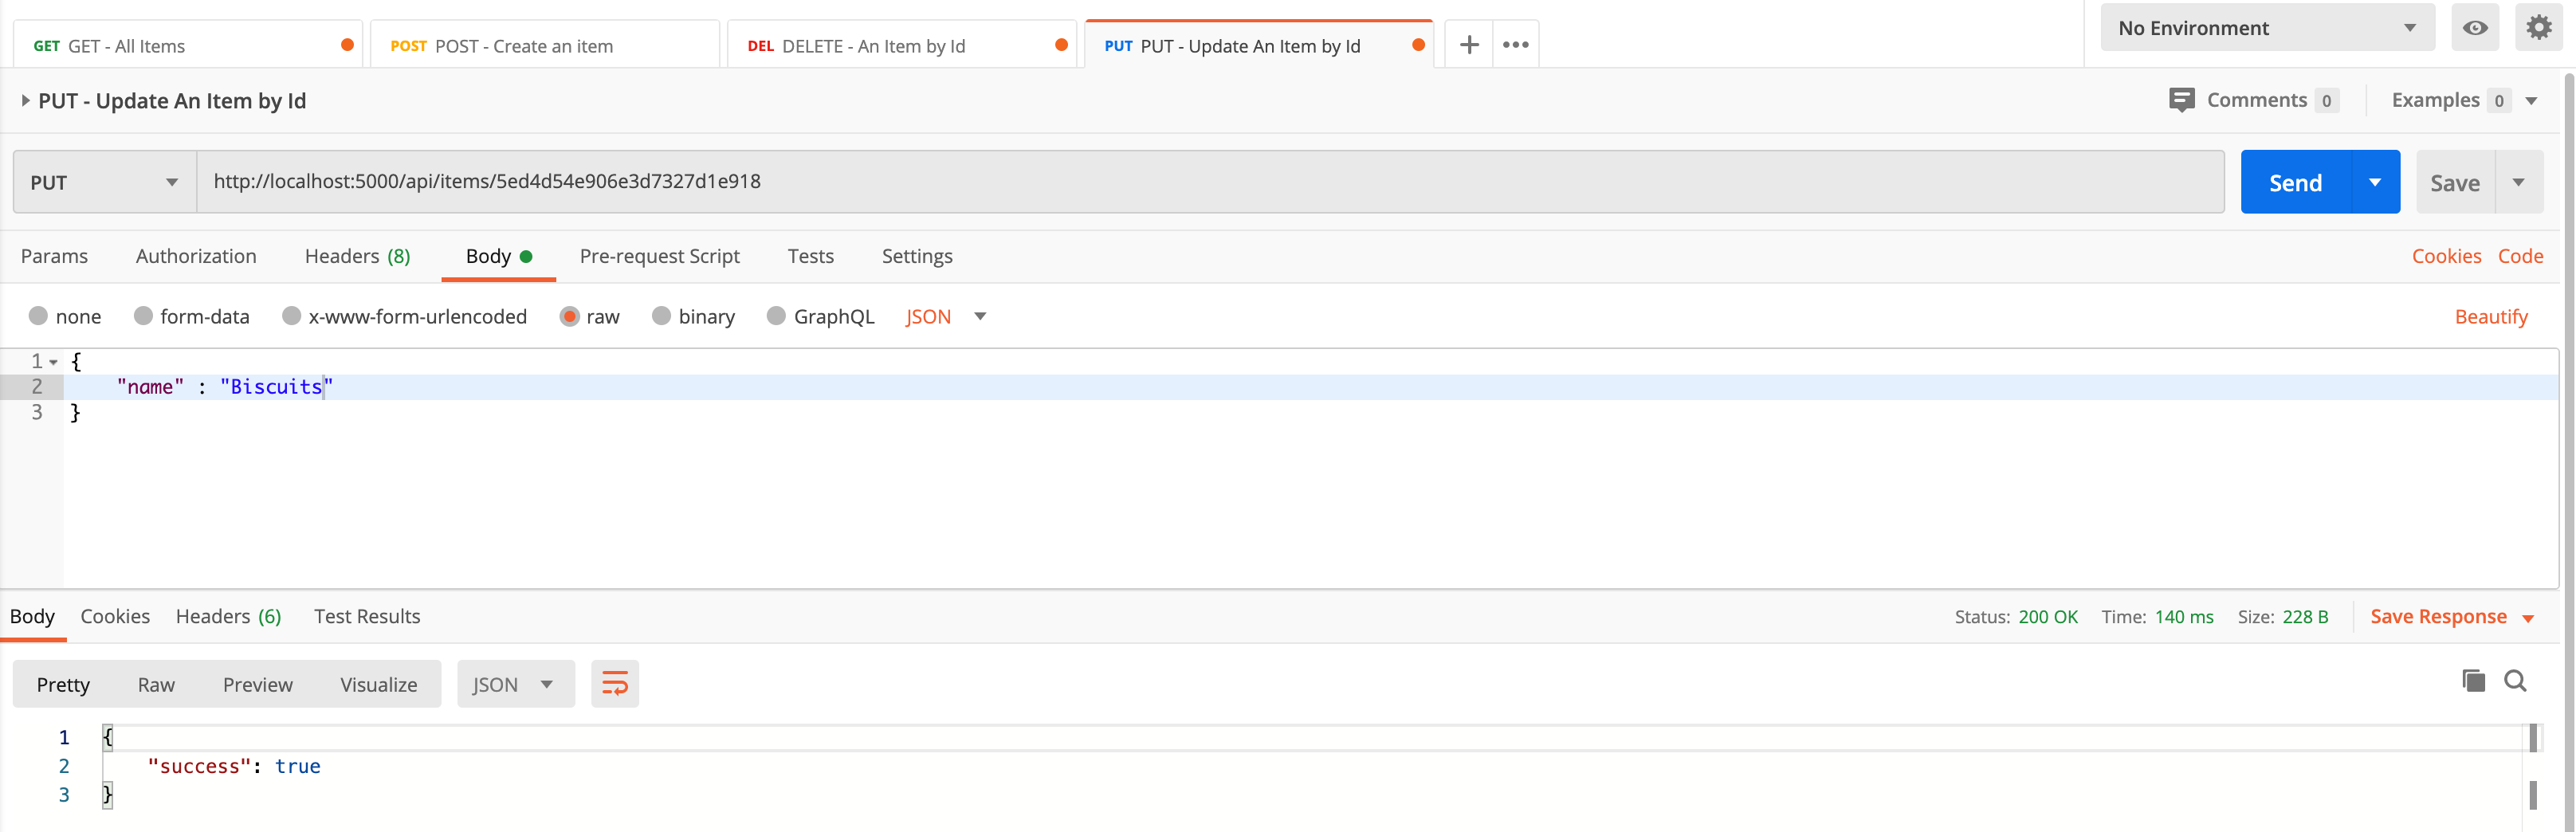 GET GET - All Items POST POST - Create an item DEL DELETE - An Item by Id PUT PUT - Update An Item by Id + ••• No Environment
PUT - Update An Item by Id Comments 0 Examples 0
PUT http://localhost:5000/api/items/5ed4d54e906e3d7327d1e918 Send Save
Params Authorization Headers (8) Body Pre-request Script Tests Settings Cookies Code
none form-data x-www-form-urlencoded raw binary GraphQL JSON Beautify
1 {
2 "name" : "Biscuits"
3 }
Body Cookies Headers (6) Test Results Status: 200 OK Time: 140 ms Size: 228 B Save Response
Pretty Raw Preview Visualize JSON
1 {
2 "success": true
3 }